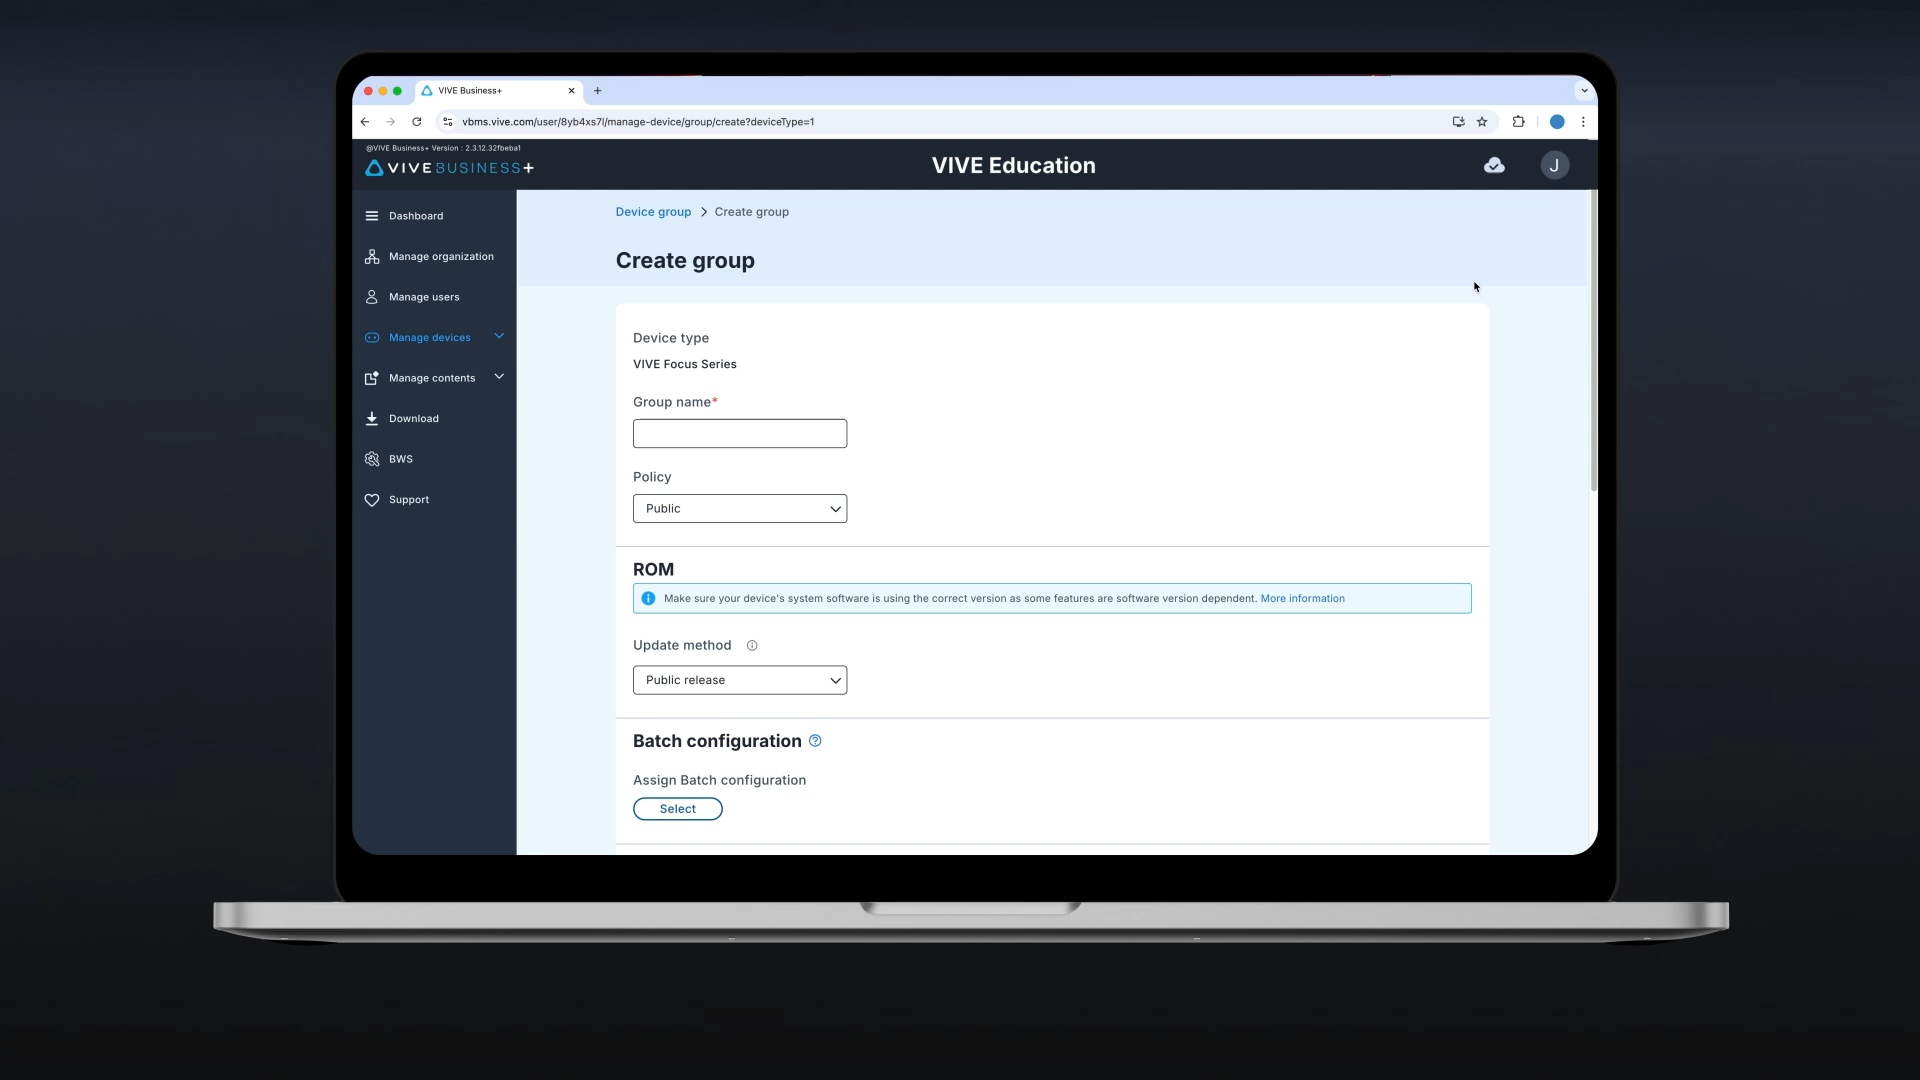 VIVE Business+
vbms.vive.com/user/8yb4xs7l/manage-device/group/create?deviceType=1
@VIVE Business+ Version : 2.3.12.32fbeba1
VIVE BUSINESS+
VIVE Education
J
Dashboard
Manage organization
Manage users
Manage devices
Manage contents
Download
BWS
Support
Device group > Create group
Create group
Device type
VIVE Focus Series
Group name*
Policy
Public
ROM
Make sure your device's system software is using the correct version as some features are software version dependent. More information
Update method
Public release
Batch configuration
Assign Batch configuration
Select